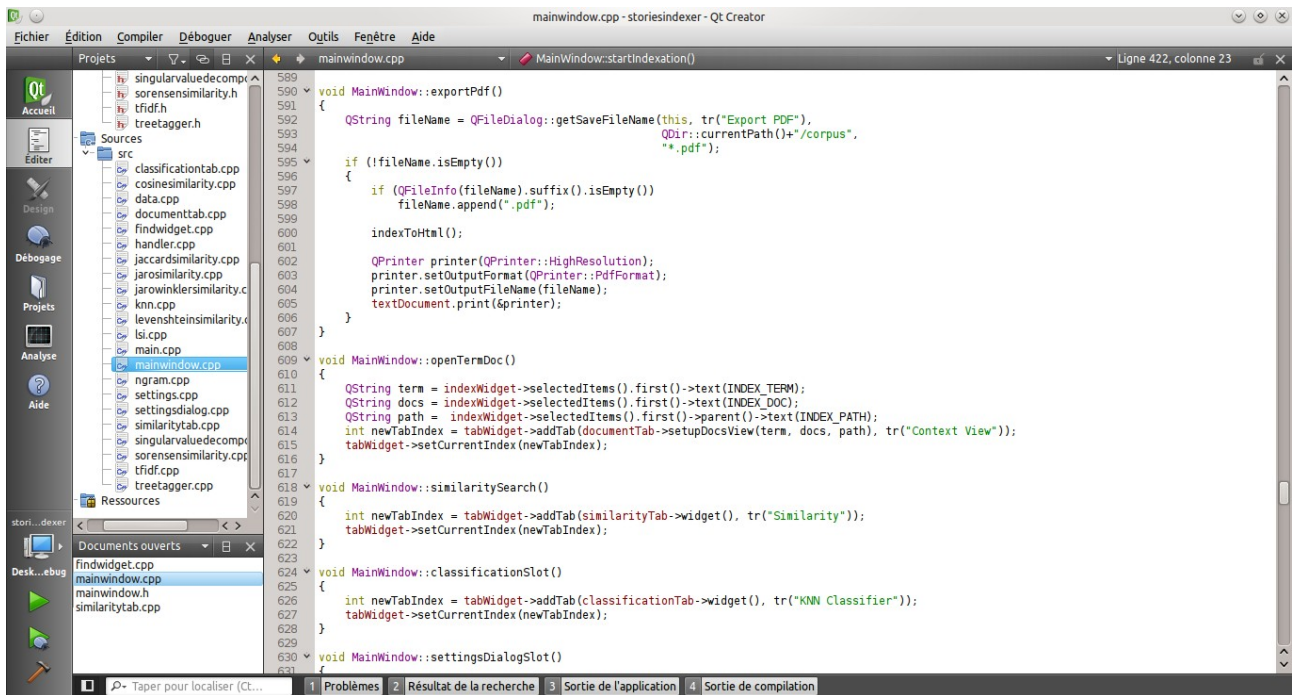 mainwindow.cpp - storiesindexer - Qt Creator
Fichier Édition Compiler Déboguer Analyser Outils Fenêtre Aide
Projets
mainwindow.cpp
MainWindow::startIndexation()
Ligne 422, colonne 23
Qt
Accueil
Éditer
Design
Débogage
Projets
Analyse
Aide
stori...dexer
Desk...ebug
singularvaluedecompo
sorensensimilarity.h
tfidf.h
treetagger.h
Sources
src
classificationtab.cpp
cosinesimilarity.cpp
data.cpp
documenttab.cpp
findwidget.cpp
handler.cpp
jaccardsimilarity.cpp
jarosimilarity.cpp
jarowinklersimilarity.c
knn.cpp
levenshteinsimilarity.c
lsi.cpp
main.cpp
mainwindow.cpp
ngram.cpp
settings.cpp
settingsdialog.cpp
similaritytab.cpp
singularvaluedecompo
sorensensimilarity.cpp
tfidf.cpp
treetagger.cpp
Ressources
Documents ouverts
findwidget.cpp
mainwindow.cpp
mainwindow.h
similaritytab.cpp
589
590 void MainWindow::exportPdf()
591 {
592 QString fileName = QFileDialog::getSaveFileName(this, tr("Export PDF"),
593 QDir::currentPath()+"/corpus",
594 "*.pdf");
595 if (!fileName.isEmpty())
596 {
597 if (QFileInfo(fileName).suffix().isEmpty())
598 fileName.append(".pdf");
599
600 indexToHtml();
601
602 QPrinter printer(QPrinter::HighResolution);
603 printer.setOutputFormat(QPrinter::PdfFormat);
604 printer.setOutputFileName(fileName);
605 textDocument.print(&printer);
606 }
607 }
608
609 void MainWindow::openTermDoc()
610 {
611 QString term = indexWidget->selectedItems().first()->text(INDEX_TERM);
612 QString docs = indexWidget->selectedItems().first()->text(INDEX_DOC);
613 QString path =  indexWidget->selectedItems().first()->parent()->text(INDEX_PATH);
614 int newTabIndex = tabWidget->addTab(documentTab->setupDocsView(term, docs, path), tr("Context View"));
615 tabWidget->setCurrentIndex(newTabIndex);
616 }
617
618 void MainWindow::similaritySearch()
619 {
620 int newTabIndex = tabWidget->addTab(similarityTab->widget(), tr("Similarity"));
621 tabWidget->setCurrentIndex(newTabIndex);
622 }
623
624 void MainWindow::classificationSlot()
625 {
626 int newTabIndex = tabWidget->addTab(classificationTab->widget(), tr("KNN Classifier"));
627 tabWidget->setCurrentIndex(newTabIndex);
628 }
629
630 void MainWindow::settingsDialogSlot()
631 {
Taper pour localiser (Ct...
1 Problèmes 2 Résultat de la recherche 3 Sortie de l'application 4 Sortie de compilation